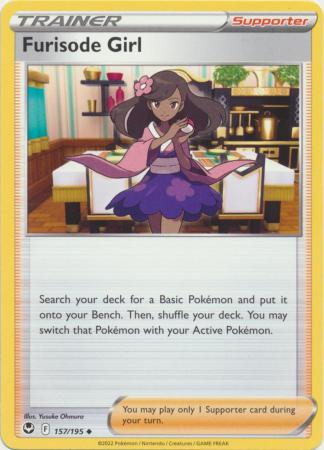 TRAINER Supporter
Furisode Girl
Search your deck for a Basic Pokémon and put it
onto your Bench. Then, shuffle your deck. You may
switch that Pokémon with your Active Pokémon.
Illus. Yusuke Ohmura
F 157/195
You may play only 1 Supporter card during
your turn.
©2022 Pokémon / Nintendo / Creatures / GAME FREAK